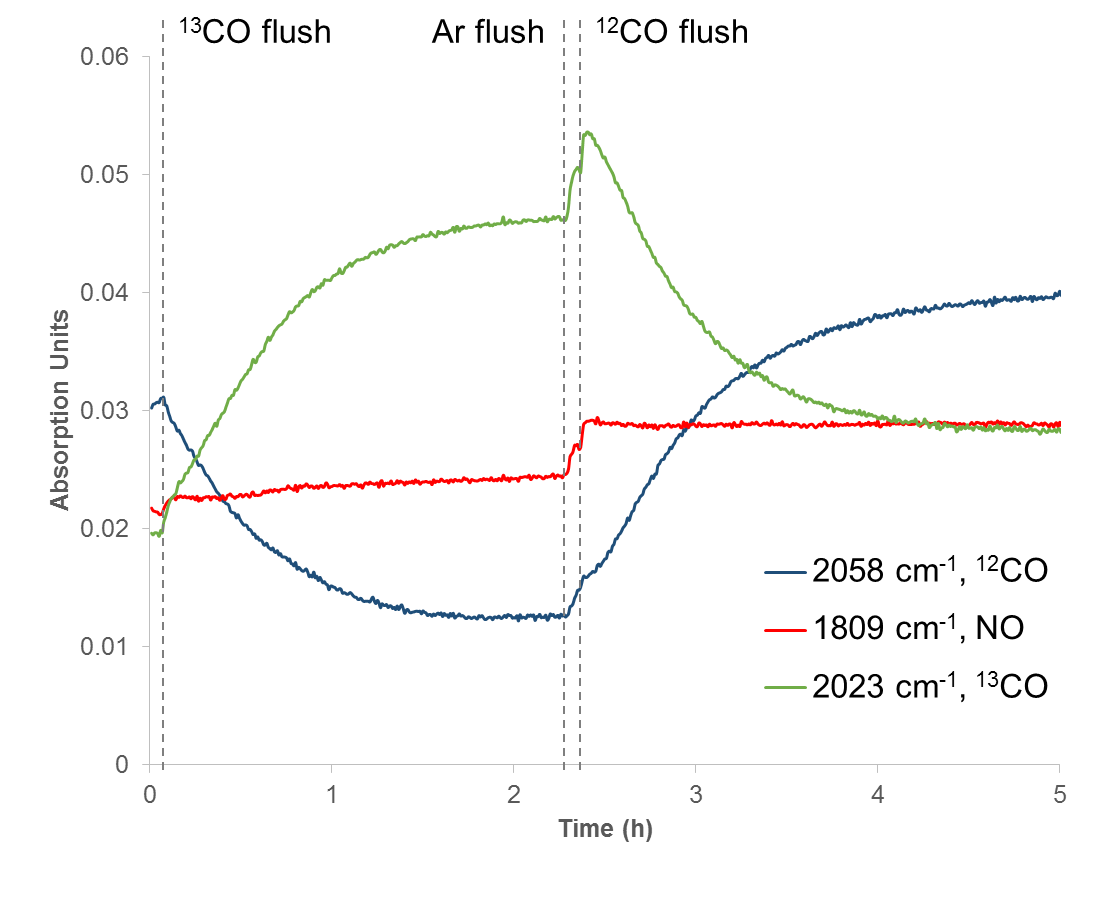 ¹³CO flush Ar flush ¹²CO flush
0.06
0.05
0.04
0.03
0.02
0.01
0
Absorption Units
2058 cm⁻¹, ¹²CO
1809 cm⁻¹, NO
2023 cm⁻¹, ¹³CO
0 1 2 3 4 5
Time (h)